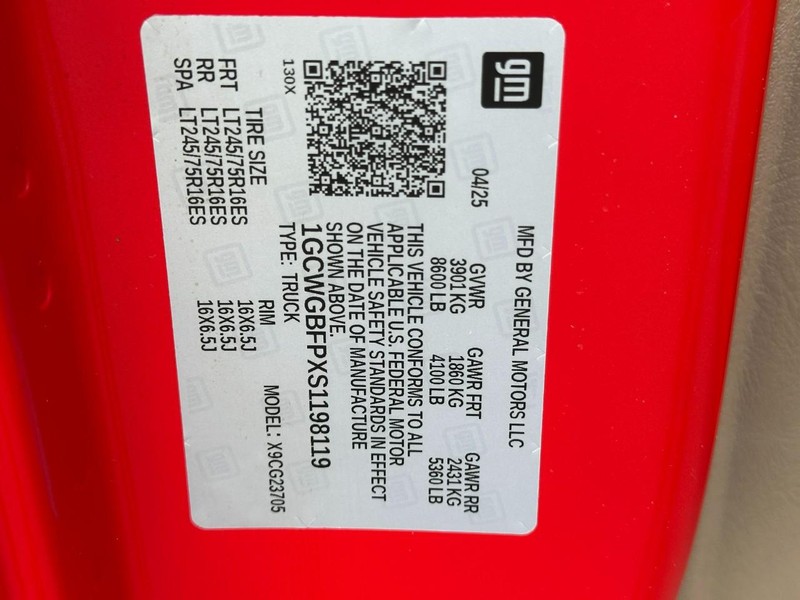 gm
04/25
MFD BY GENERAL MOTORS LLC
GVWR GAWR FRT GAWR RR
3901 KG 1860 KG 2431 KG
8600 LB 4100 LB 5360 LB
THIS VEHICLE CONFORMS TO ALL
APPLICABLE U.S. FEDERAL MOTOR
VEHICLE SAFETY STANDARDS IN EFFECT
ON THE DATE OF MANUFACTURE
SHOWN ABOVE.
1GCWGBFPXS1198119
TYPE: TRUCK
MODEL: X9CG23705
130X
TIRE SIZE RIM
FRT LT245/75R16ES 16X6.5J
RR LT245/75R16ES 16X6.5J
SPA LT245/75R16ES 16X6.5J